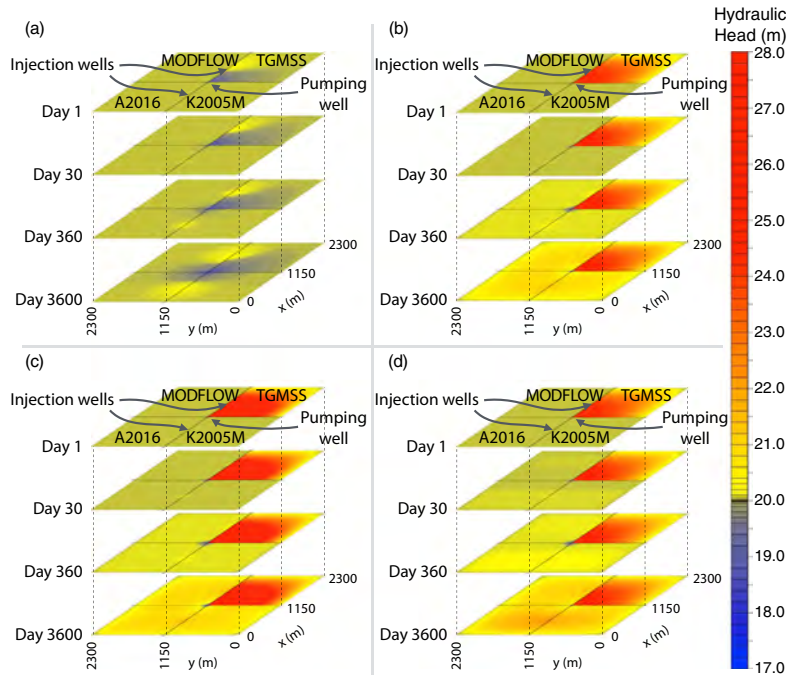 Hydraulic
Head (m)
(a)
MODFLOW TGMSS
Injection wells
Pumping
well
A2016 K2005M
Day 1
Day 30
Day 360
Day 3600
2300
1150
0
x (m)
2300
1150
0
y (m)
(b)
MODFLOW TGMSS
Injection wells
Pumping
well
A2016 K2005M
Day 1
Day 30
Day 360
Day 3600
2300
1150
0
x (m)
2300
1150
0
y (m)
(c)
MODFLOW TGMSS
Injection wells
Pumping
well
A2016 K2005M
Day 1
Day 30
Day 360
Day 3600
2300
1150
0
x (m)
2300
1150
0
y (m)
(d)
MODFLOW TGMSS
Injection wells
Pumping
well
A2016 K2005M
Day 1
Day 30
Day 360
Day 3600
2300
1150
0
x (m)
2300
1150
0
y (m)
28.0
27.0
26.0
25.0
24.0
23.0
22.0
21.0
20.0
19.0
18.0
17.0